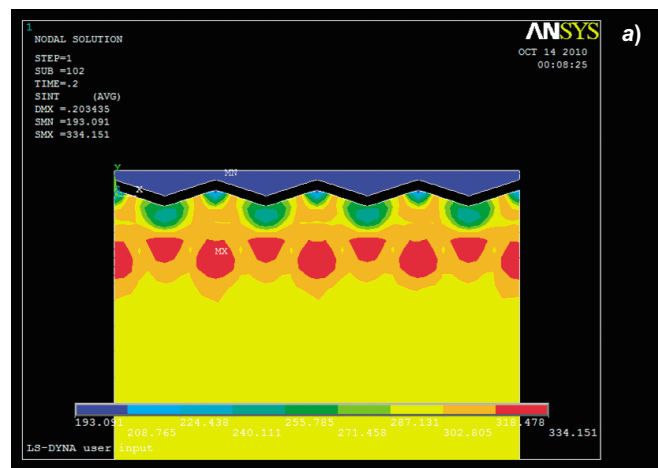 1
NODAL SOLUTION
STEP=1
SUB =102
TIME=.2
SINT (AVG)
DMX =.203435
SMN =193.091
SMX =334.151
ANSYS
OCT 14 2010
00:08:25
a)
Y
MN
X
MX
193.091 224.438 255.785 287.131 318.478
208.765 240.111 271.458 302.805 334.151
LS-DYNA user input